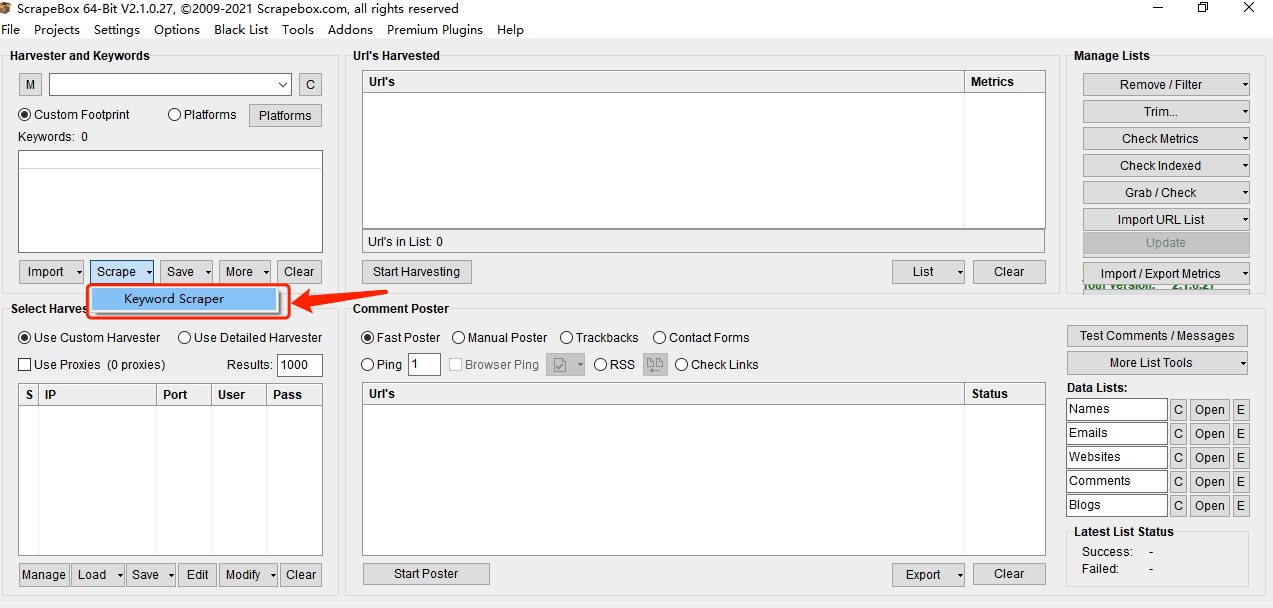 ScrapeBox 64-Bit V2.1.0.27, ©2009-2021 Scrapebox.com, all rights reserved
File Projects Settings Options Black List Tools Addons Premium Plugins Help
Harvester and Keywords
M
C
Custom Footprint Platforms Platforms
Keywords: 0
Import Scrape Save More Clear
Keyword Scraper
Url's Harvested
Url's Metrics
Url's in List: 0
Start Harvesting List Clear
Manage Lists
Remove / Filter
Trim...
Check Metrics
Check Indexed
Grab / Check
Import URL List
Update
Import / Export Metrics
Your version: 2.1.0.27
Select Harves
Use Custom Harvester Use Detailed Harvester
Use Proxies (0 proxies) Results: 1000
S IP Port User Pass
Manage Load Save Edit Modify Clear
Comment Poster
Fast Poster Manual Poster Trackbacks Contact Forms
Ping 1 Browser Ping RSS Check Links
Url's Status
Start Poster Export Clear
Test Comments / Messages
More List Tools
Data Lists:
Names C Open E
Emails C Open E
Websites C Open E
Comments C Open E
Blogs C Open E
Latest List Status
Success: -
Failed: -